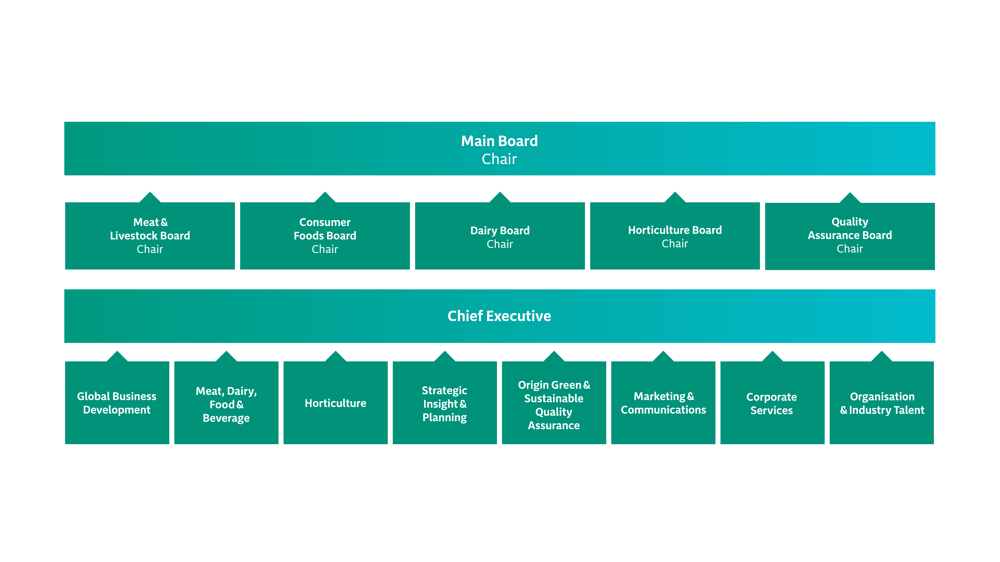 Main Board
Chair
Meat &
Livestock Board
Chair
Consumer
Foods Board
Chair
Dairy Board
Chair
Horticulture Board
Chair
Quality
Assurance Board
Chair
Chief Executive
Global Business
Development
Meat, Dairy,
Food &
Beverage
Horticulture
Strategic
Insight &
Planning
Origin Green &
Sustainable
Quality
Assurance
Marketing &
Communications
Corporate
Services
Organisation
& Industry Talent